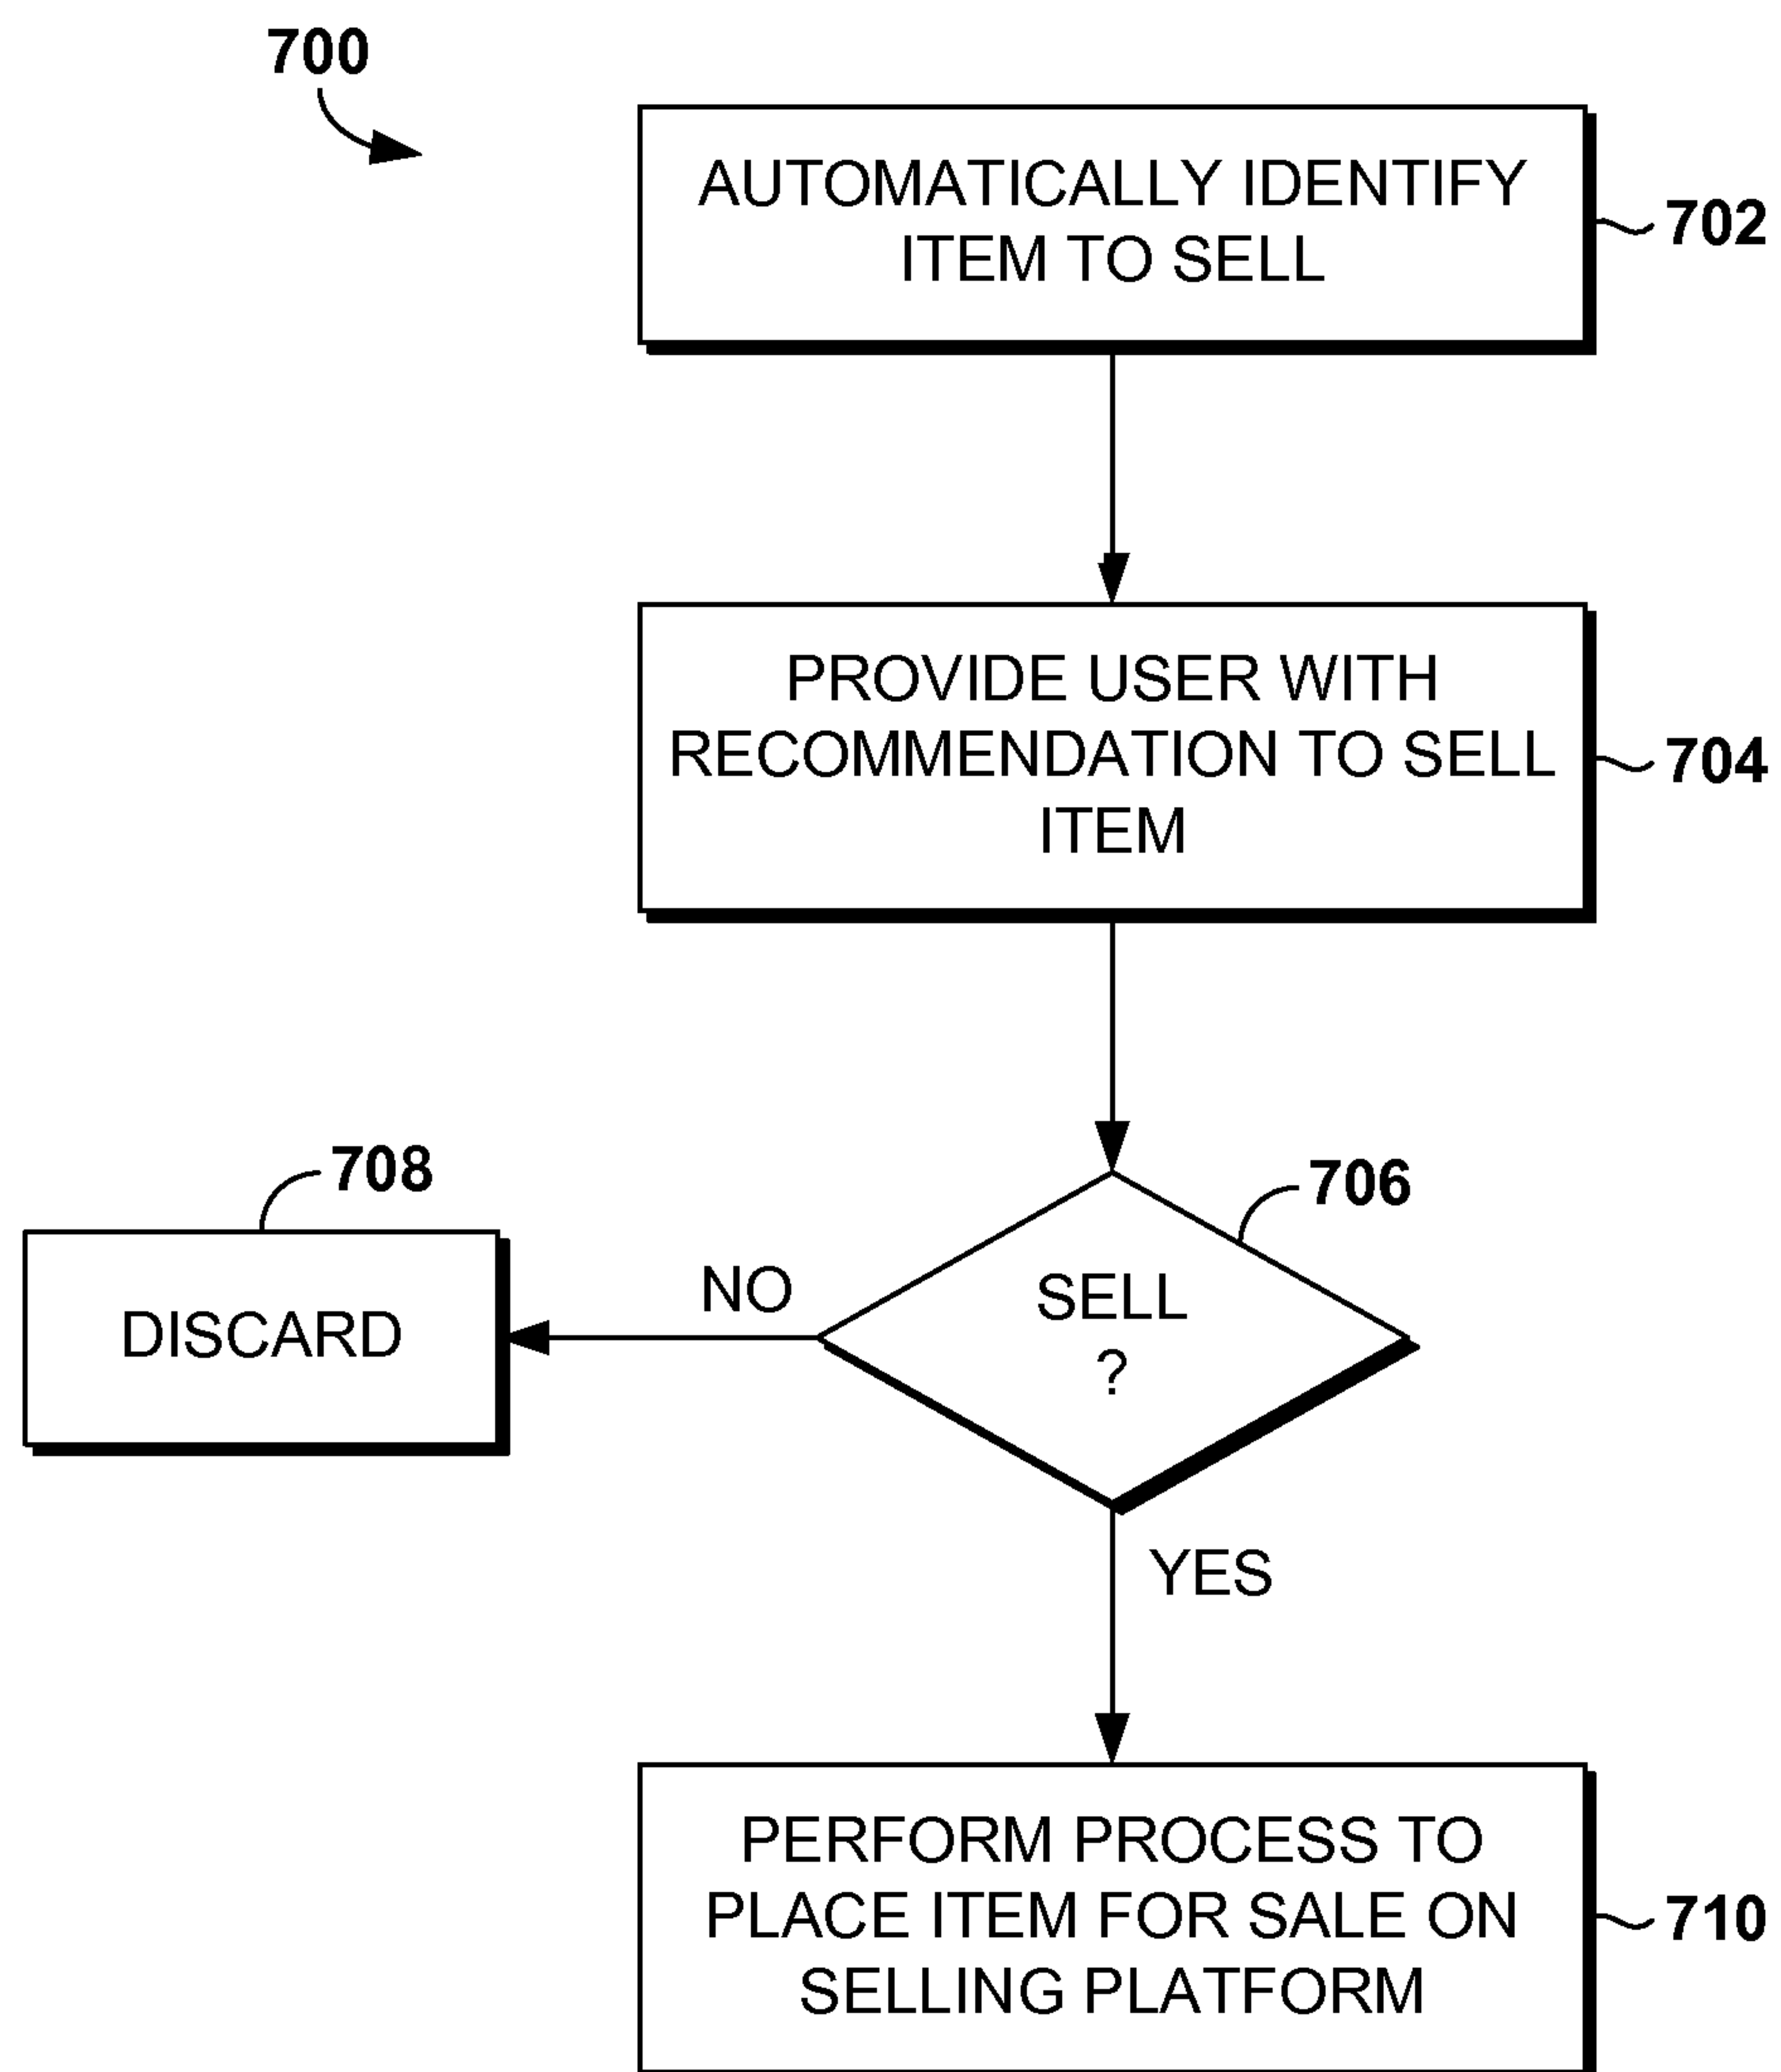 700
AUTOMATICALLY IDENTIFY
ITEM TO SELL
702
PROVIDE USER WITH
RECOMMENDATION TO SELL
ITEM
704
708
706
DISCARD
NO
SELL
?
YES
PERFORM PROCESS TO
PLACE ITEM FOR SALE ON
SELLING PLATFORM
710